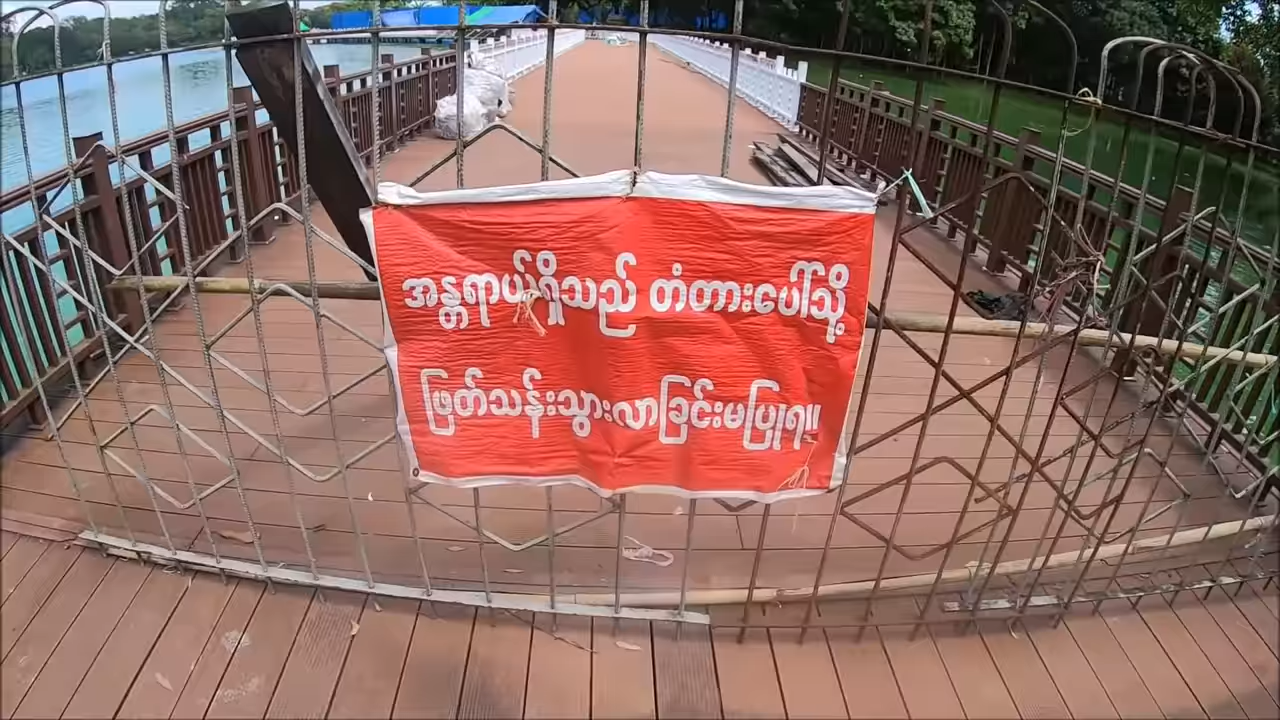 အန္တရာယ်ရှိသည် တံတားပေါ်သို့
ဖြတ်သန်းသွားလာခြင်းမပြုရ။